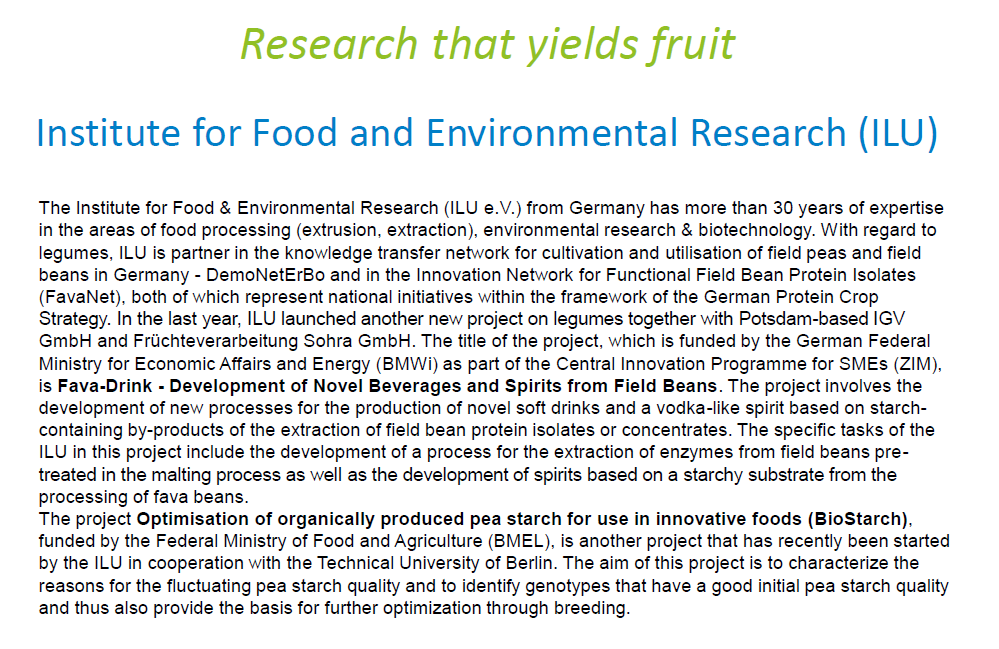 Research that yields fruit
Institute for Food and Environmental Research (ILU)
The Institute for Food & Environmental Research (ILU e.V.) from Germany has more than 30 years of expertise
in the areas of food processing (extrusion, extraction), environmental research & biotechnology. With regard to
legumes, ILU is partner in the knowledge transfer network for cultivation and utilisation of field peas and field
beans in Germany - DemoNetErBo and in the Innovation Network for Functional Field Bean Protein Isolates
(FavaNet), both of which represent national initiatives within the framework of the German Protein Crop
Strategy. In the last year, ILU launched another new project on legumes together with Potsdam-based IGV
GmbH and Früchteverarbeitung Sohra GmbH. The title of the project, which is funded by the German Federal
Ministry for Economic Affairs and Energy (BMWi) as part of the Central Innovation Programme for SMEs (ZIM),
is Fava-Drink - Development of Novel Beverages and Spirits from Field Beans. The project involves the
development of new processes for the production of novel soft drinks and a vodka-like spirit based on starch-
containing by-products of the extraction of field bean protein isolates or concentrates. The specific tasks of the
ILU in this project include the development of a process for the extraction of enzymes from field beans pre-
treated in the malting process as well as the development of spirits based on a starchy substrate from the
processing of fava beans.
The project Optimisation of organically produced pea starch for use in innovative foods (BioStarch),
funded by the Federal Ministry of Food and Agriculture (BMEL), is another project that has recently been started
by the ILU in cooperation with the Technical University of Berlin. The aim of this project is to characterize the
reasons for the fluctuating pea starch quality and to identify genotypes that have a good initial pea starch quality
and thus also provide the basis for further optimization through breeding.